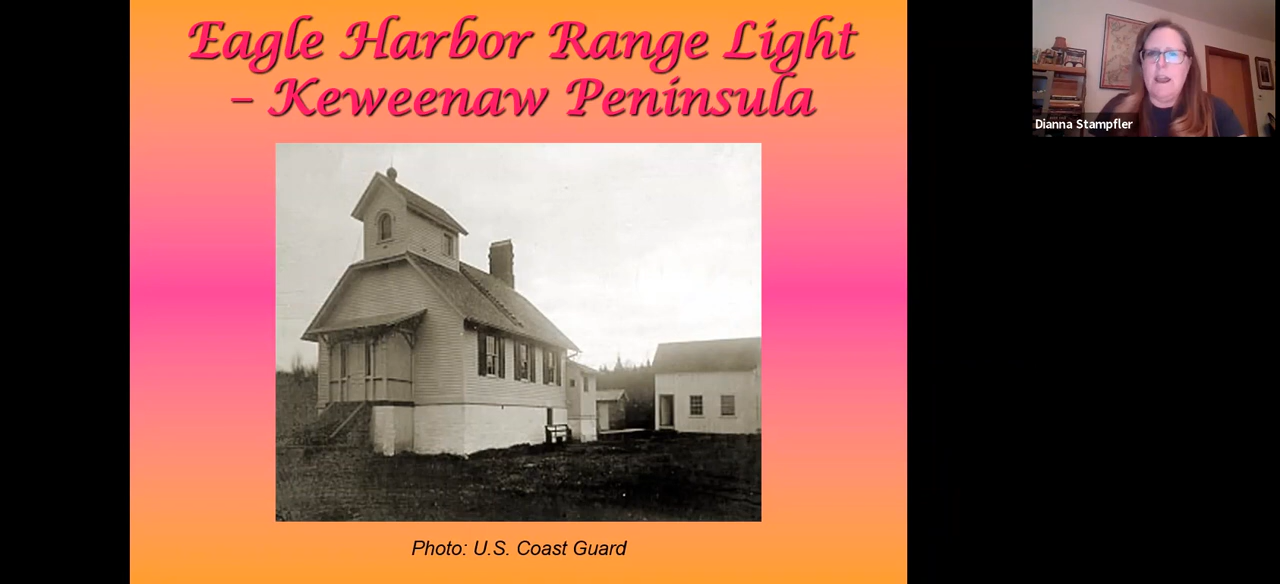 Eagle Harbor Range Light
– Keweenaw Peninsula
Photo: U.S. Coast Guard
Dianna Stampfler